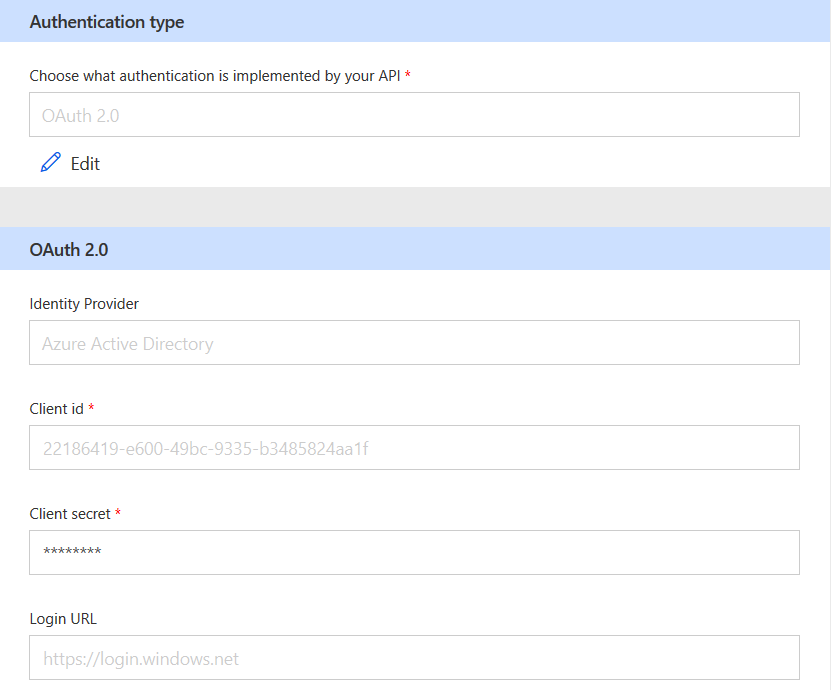 Authentication type
Choose what authentication is implemented by your API *
OAuth 2.0
Edit
OAuth 2.0
Identity Provider
Azure Active Directory
Client id *
22186419-e600-49bc-9335-b3485824aa1f
Client secret *
********
Login URL
https://login.windows.net